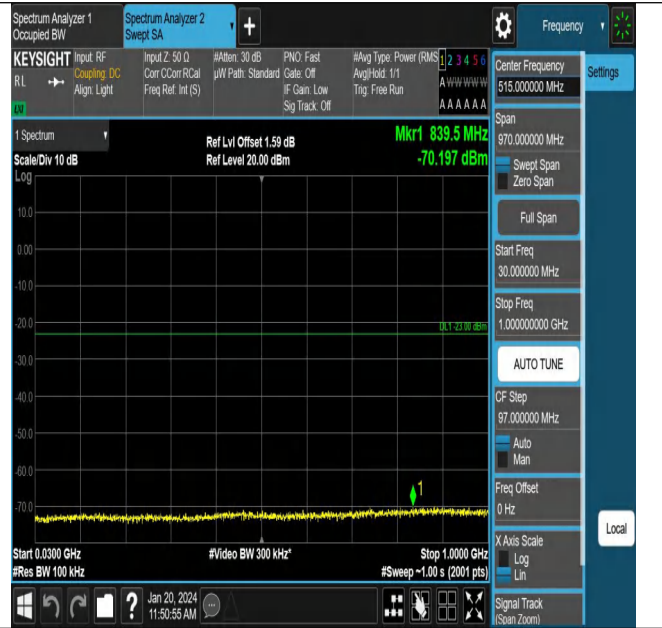 Spectrum Analyzer 1
Occupied BW
Spectrum Analyzer 2
Swept SA
+
Frequency
KEYSIGHT
RL
LXI
Input: RF
Coupling: DC
Align: Light
Input Z: 50 Ω
Corr CCorr RCal
Freq Ref: Int (S)
#Atten: 30 dB
µW Path: Standard
PNO: Fast
Gate: Off
IF Gain: Low
Sig Track: Off
#Avg Type: Power (RMS
Avg|Hold: 1/1
Trig: Free Run
1 2 3 4 5 6
A W W W W W
A A A A A A
Center Frequency
515.000000 MHz
Settings
Span
970.000000 MHz
Swept Span
Zero Span
Full Span
Start Freq
30.000000 MHz
Stop Freq
1.000000000 GHz
AUTO TUNE
CF Step
97.000000 MHz
Auto
Man
Freq Offset
0 Hz
X Axis Scale
Log
Lin
Signal Track
(Span Zoom)
Local
1 Spectrum
Scale/Div 10 dB
Log
Ref Lvl Offset 1.59 dB
Ref Level 20.00 dBm
Mkr1 839.5 MHz
-70.197 dBm
10.0
0.00
-10.0
-20.0
DL1 -23.00 dBm
-30.0
-40.0
-50.0
-60.0
1
-70.0
Start 0.0300 GHz
#Res BW 100 kHz
#Video BW 300 kHz*
Stop 1.0000 GHz
#Sweep ~1.00 s (2001 pts)
?
Jan 20, 2024
11:50:55 AM